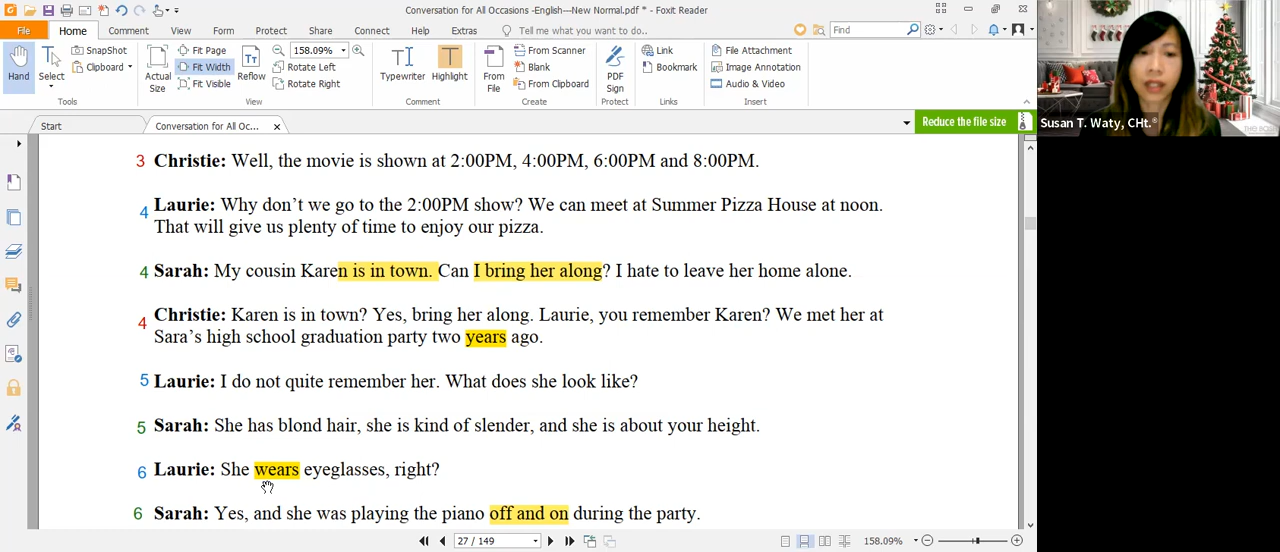 Conversation for All Occasions -English---New Normal.pdf * - Foxit Reader
File Home Comment View Form Protect Share Connect Help Extras Tell me what you want to do... Find
Hand Select SnapShot Clipboard Actual Size Fit Page Fit Width Fit Visible Reflow 158.09% Rotate Left Rotate Right Typewriter Highlight From File From Scanner Blank From Clipboard PDF Sign Link Bookmark File Attachment Image Annotation Audio & Video
Tools View Comment Create Protect Links Insert
Start Conversation for All Oc... Reduce the file size
Susan T. Waty, CHt.®
3 Christie: Well, the movie is shown at 2:00PM, 4:00PM, 6:00PM and 8:00PM.
4 Laurie: Why don't we go to the 2:00PM show? We can meet at Summer Pizza House at noon.
That will give us plenty of time to enjoy our pizza.
4 Sarah: My cousin Karen is in town. Can I bring her along? I hate to leave her home alone.
4 Christie: Karen is in town? Yes, bring her along. Laurie, you remember Karen? We met her at
Sara's high school graduation party two years ago.
5 Laurie: I do not quite remember her. What does she look like?
5 Sarah: She has blond hair, she is kind of slender, and she is about your height.
6 Laurie: She wears eyeglasses, right?
6 Sarah: Yes, and she was playing the piano off and on during the party.
27 / 149 158.09%